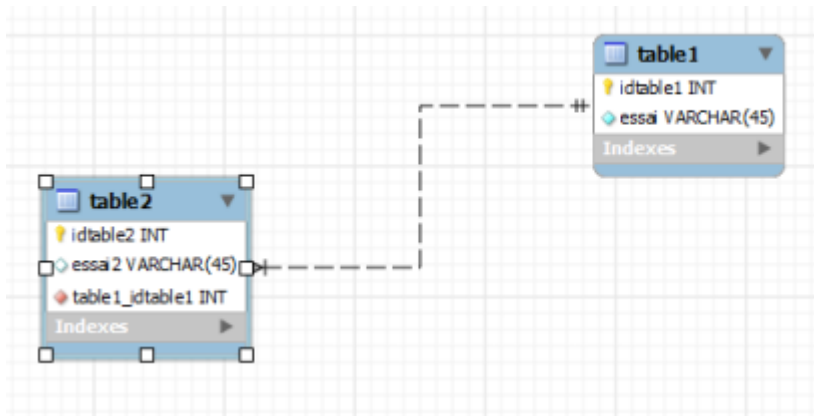 table1
idtable1 INT
essai VARCHAR(45)
Indexes
table2
idtable2 INT
essai2 VARCHAR(45)
table1_idtable1 INT
Indexes